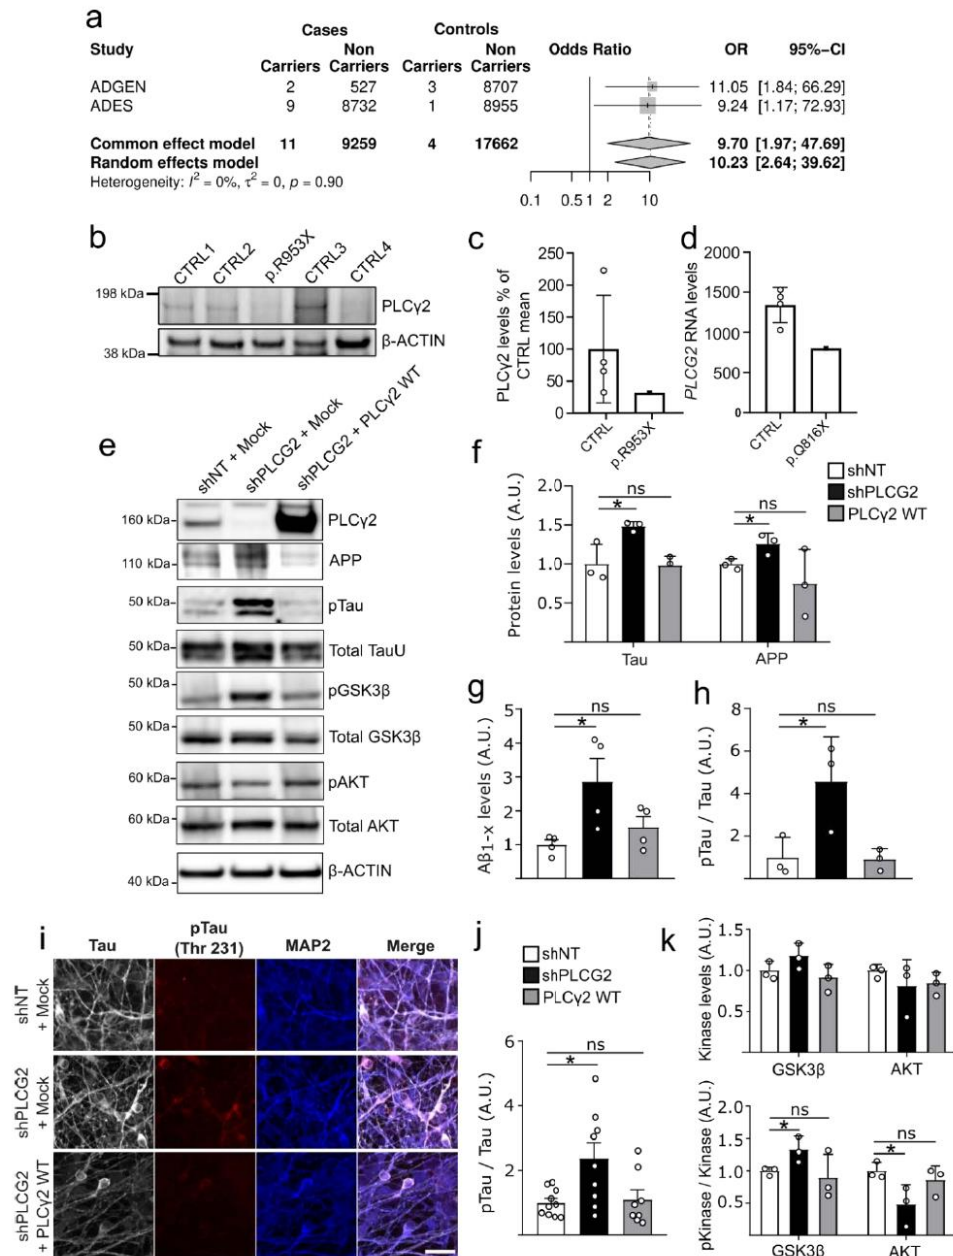 a
Cases Controls
Study Carriers Non Carriers Carriers Non Carriers Odds Ratio OR 95%−CI
ADGEN 2 527 3 8707 11.05 [1.84; 66.29]
ADES 9 8732 1 8955 9.24 [1.17; 72.93]
Common effect model 11 9259 4 17662 9.70 [1.97; 47.69]
Random effects model 10.23 [2.64; 39.62]
Heterogeneity: I² = 0%, τ² = 0, p = 0.90
0.1 0.5 1 2 10
b
CTRL1 CTRL2 p.R953X CTRL3 CTRL4
198 kDa
PLCγ2
β-ACTIN
38 kDa
c
PLCγ2 levels % of
CTRL mean
250
200
150
100
50
0
CTRL p.R953X
d
PLCG2 RNA levels
2000
1500
1000
500
0
CTRL p.Q816X
e
shNT + Mock shPLCG2 + Mock shPLCG2 + PLCγ2 WT
160 kDa PLCγ2
110 kDa APP
50 kDa pTau
50 kDa Total TauU
50 kDa pGSK3β
50 kDa Total GSK3β
60 kDa pAKT
60 kDa Total AKT
β-ACTIN
40 kDa
f
shNT
shPLCG2
PLCγ2 WT
Protein levels (A.U.)
2.0
1.5
1.0
0.5
ns
*
ns
*
Tau APP
g
Aβ1-x levels (A.U.)
5
4
3
2
1
ns
*
h
pTau / Tau (A.U.)
8
6
4
2
ns
*
i
Tau pTau (Thr 231) MAP2 Merge
shNT + Mock
shPLCG2 + Mock
shPLCG2 + PLCγ2 WT
j
shNT
shPLCG2
PLCγ2 WT
pTau / Tau (A.U.)
6
4
2
ns
*
k
Kinase levels (A.U.)
1.5
1.0
0.5
GSK3β AKT
pKinase / Kinase (A.U.)
2.0
1.5
1.0
0.5
ns
*
ns
*
GSK3β AKT